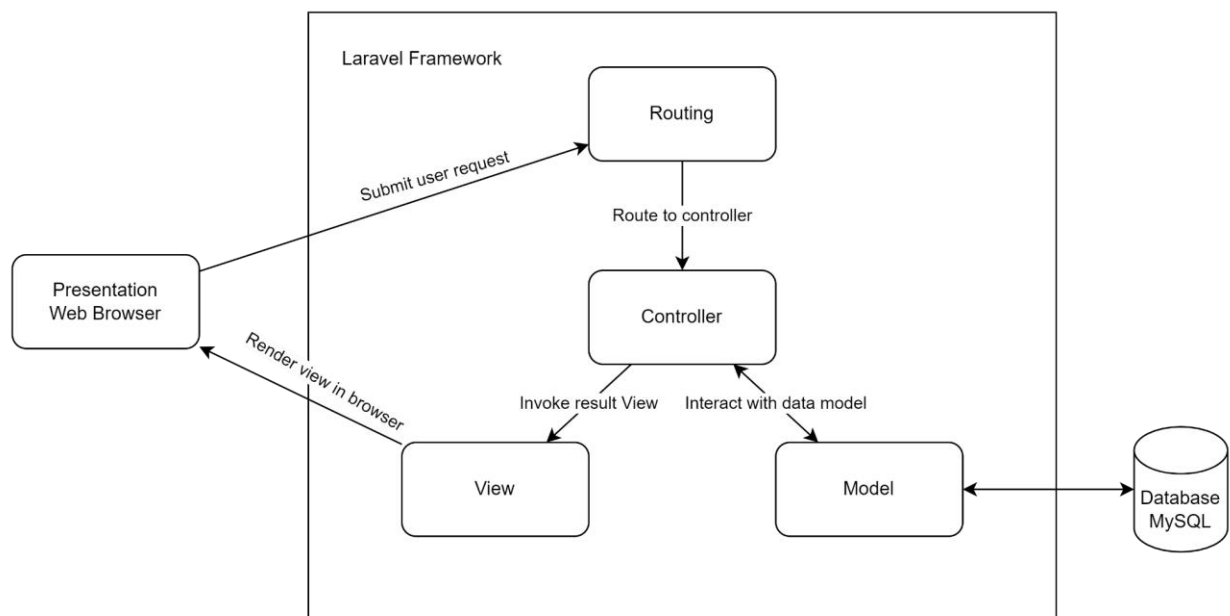 Laravel Framework
Routing
Submit user request
Route to controller
Presentation
Web Browser
Controller
Render view in browser
Invoke result View
Interact with data model
View
Model
Database
MySQL